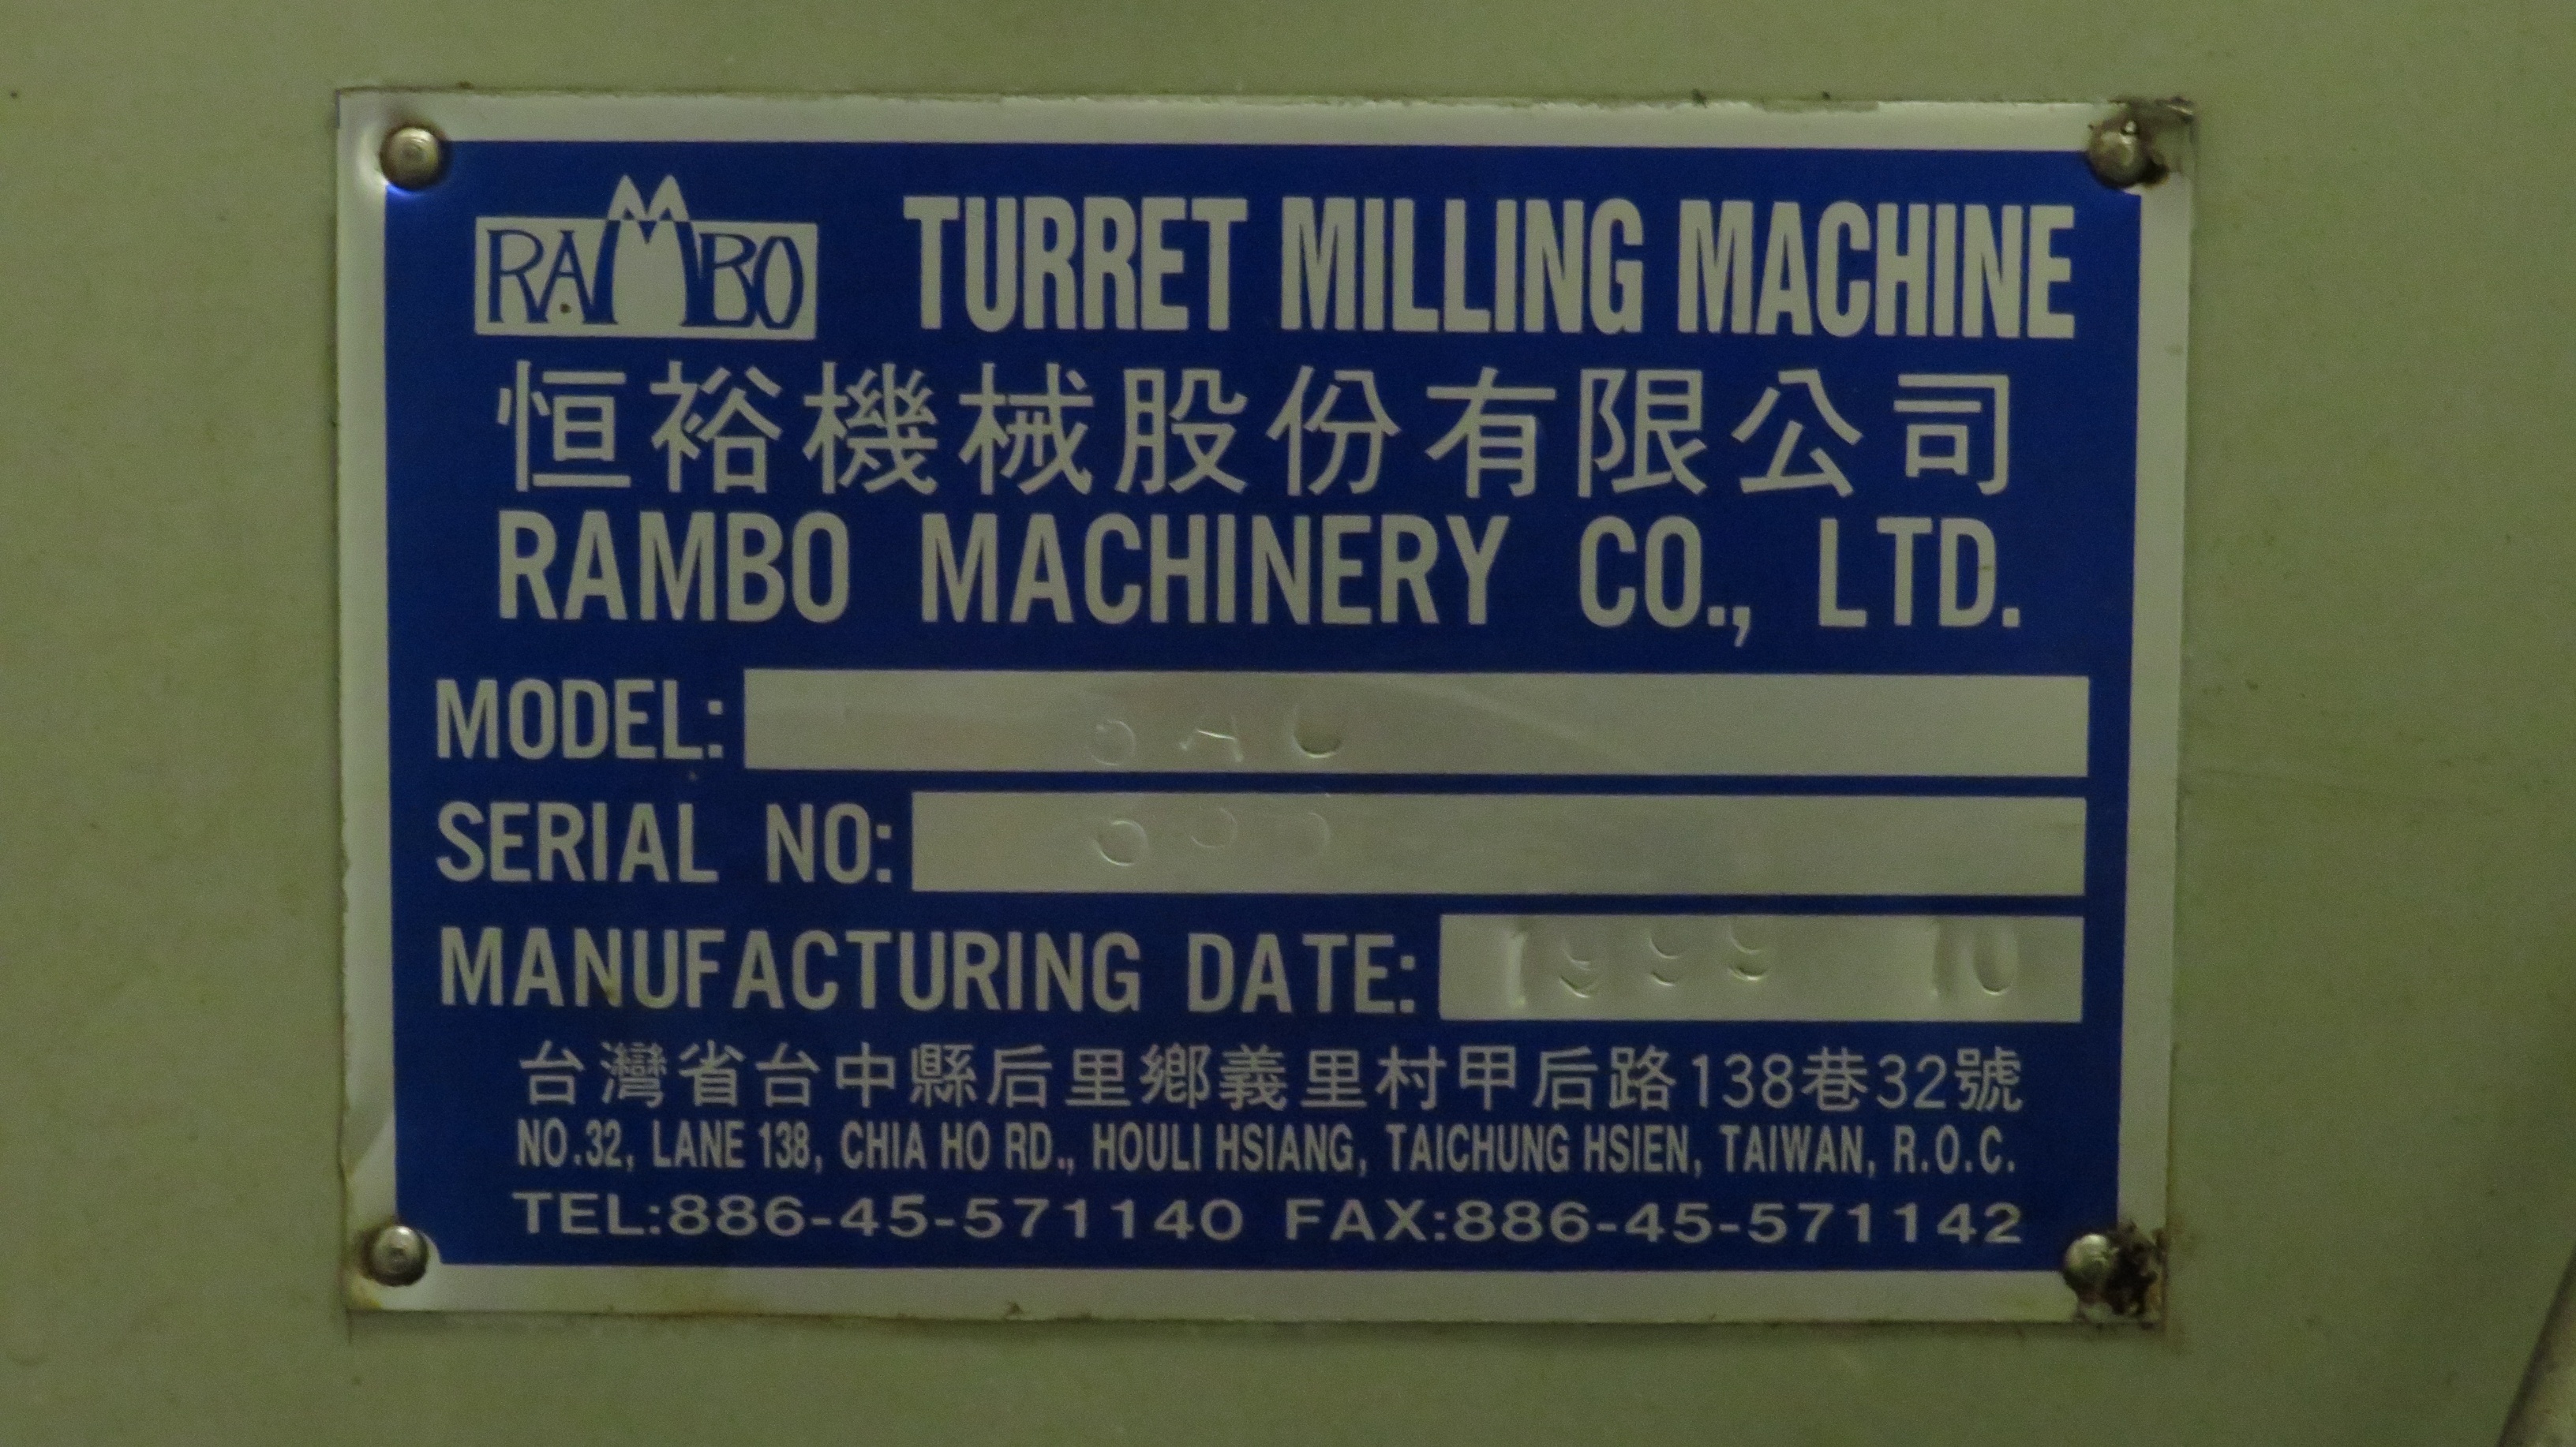 RAMBO TURRET MILLING MACHINE
恒裕機械股份有限公司
RAMBO MACHINERY CO., LTD.
MODEL:
SERIAL NO:
MANUFACTURING DATE: 1999 10
台灣省台中縣后里鄉義里村甲后路138巷32號
NO.32, LANE 138, CHIA HO RD., HOULI HSIANG, TAICHUNG HSIEN, TAIWAN, R.O.C.
TEL:886-45-571140 FAX:886-45-571142